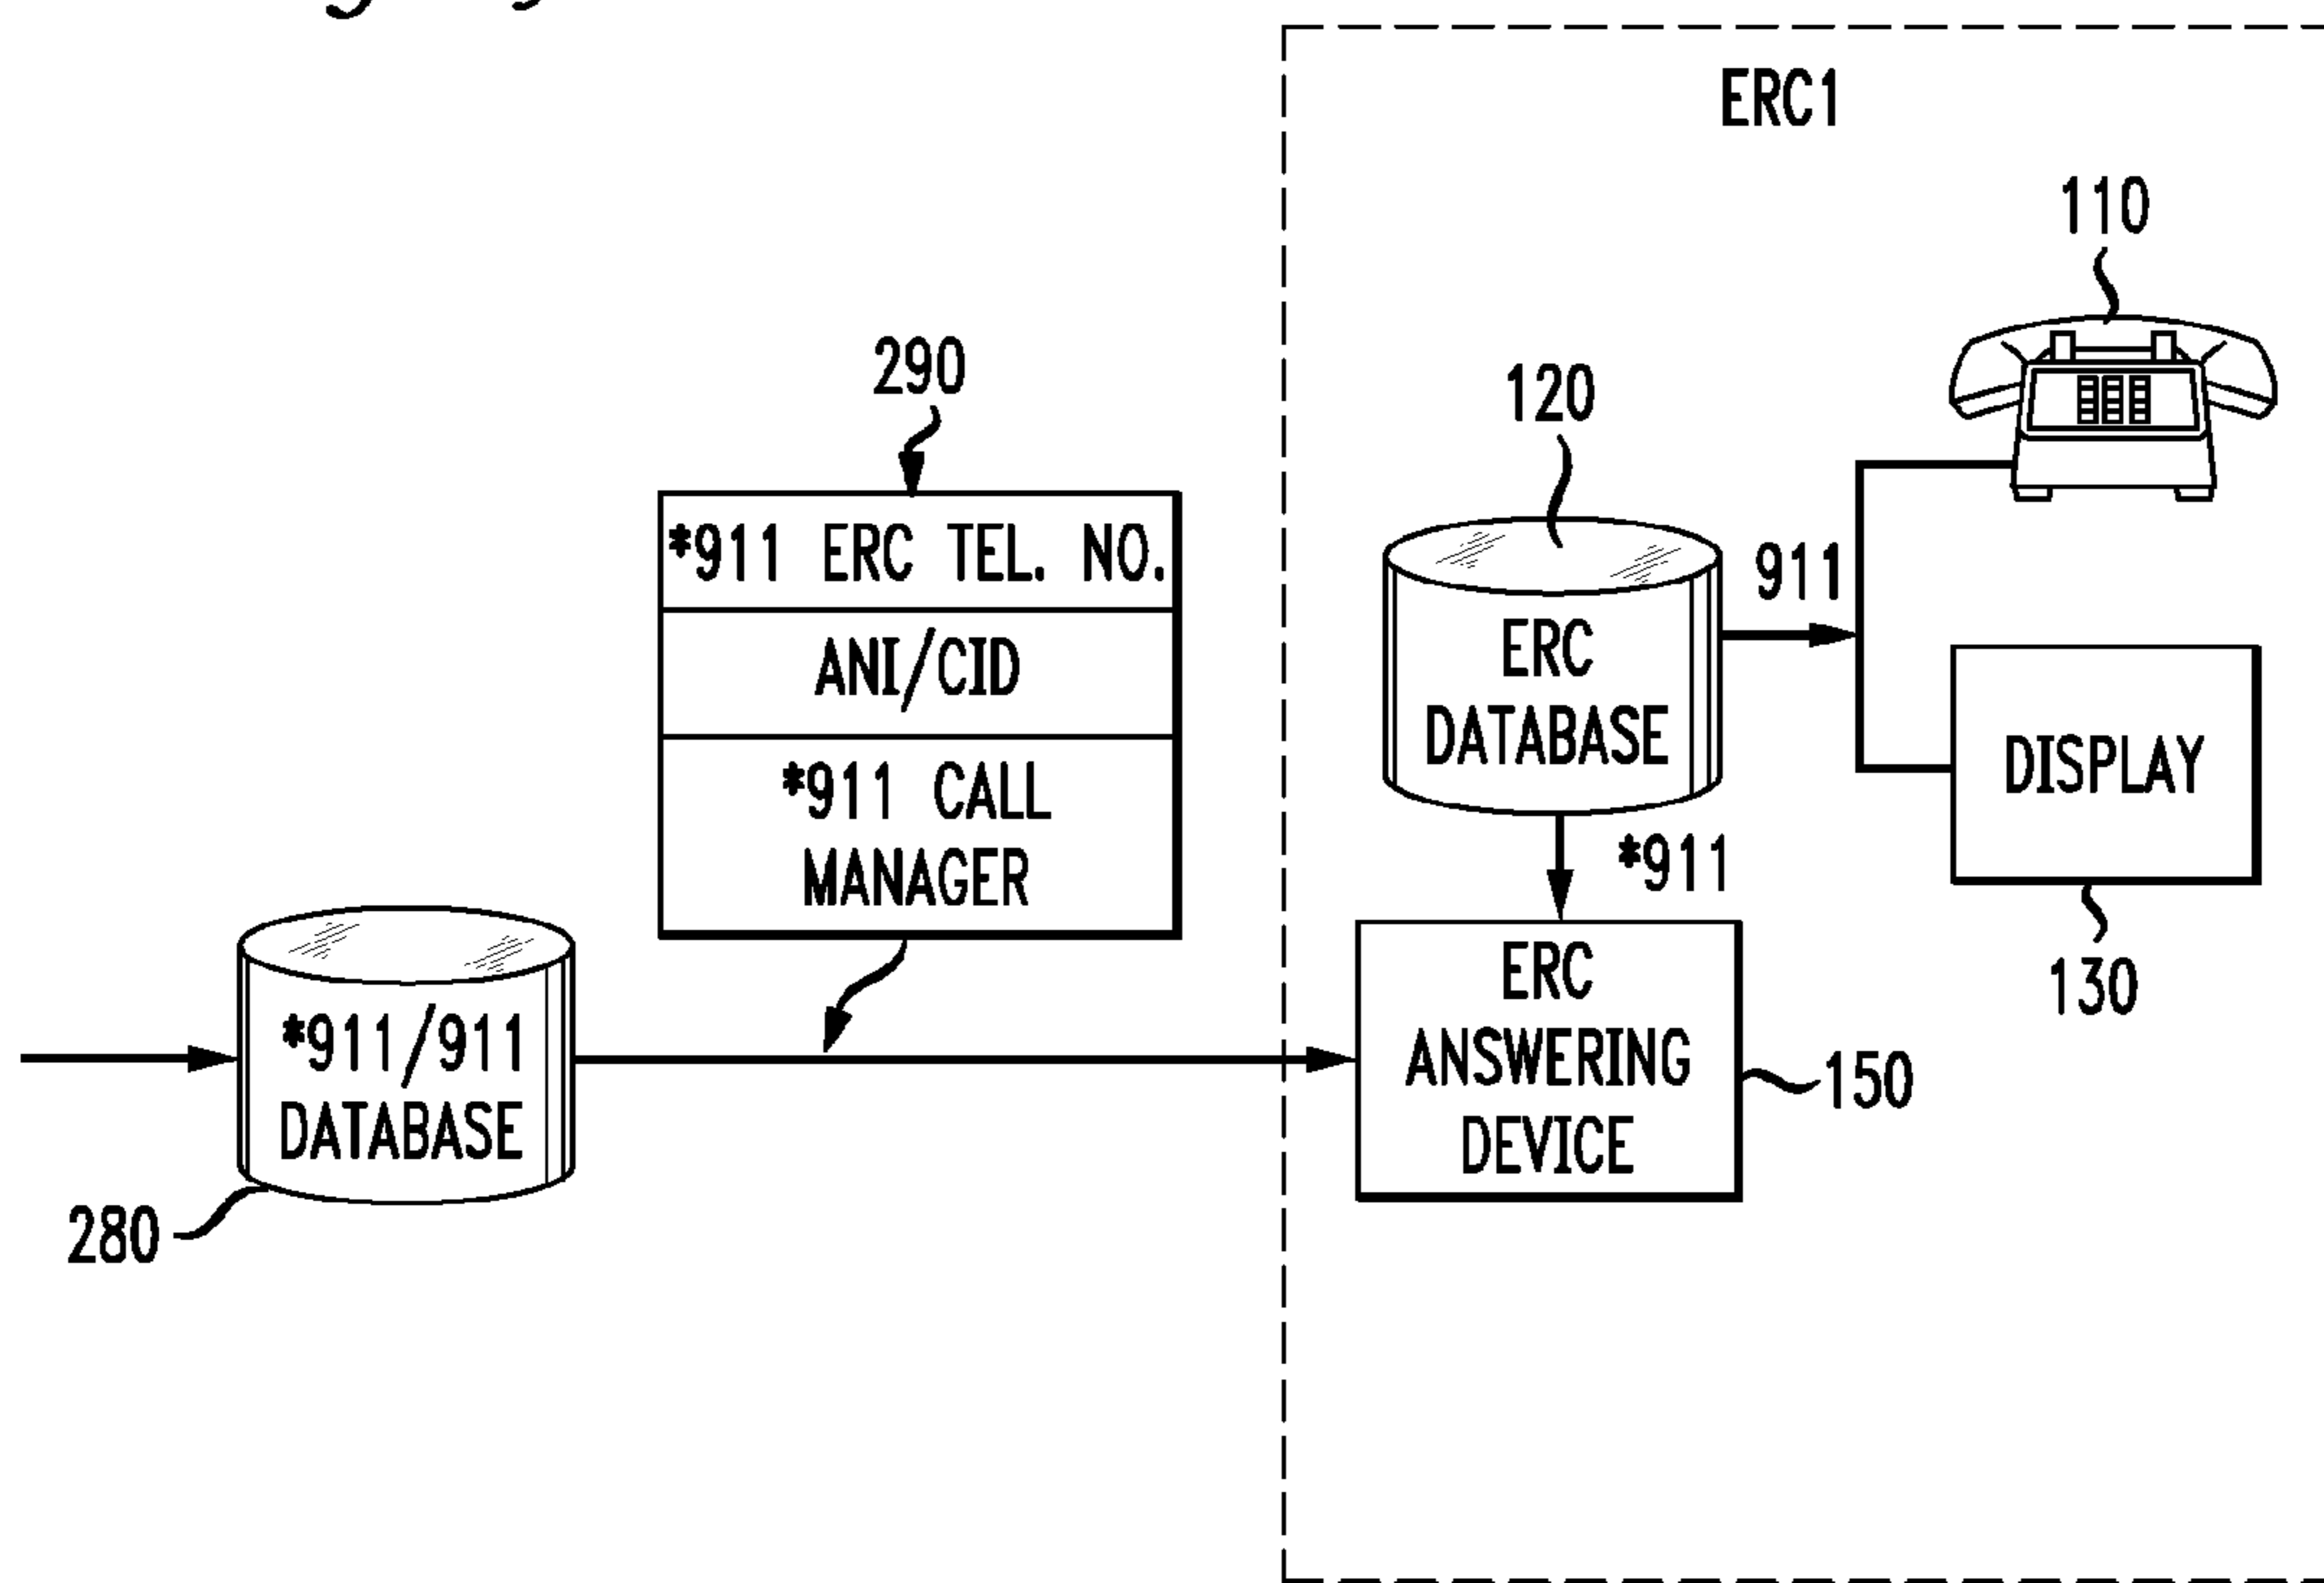 ERC1
110
290
120
*911 ERC TEL. NO.
911
ANI/CID
ERC
DATABASE
DISPLAY
*911 CALL
MANAGER
*911
130
ERC
ANSWERING
DEVICE
150
*911/911
DATABASE
280